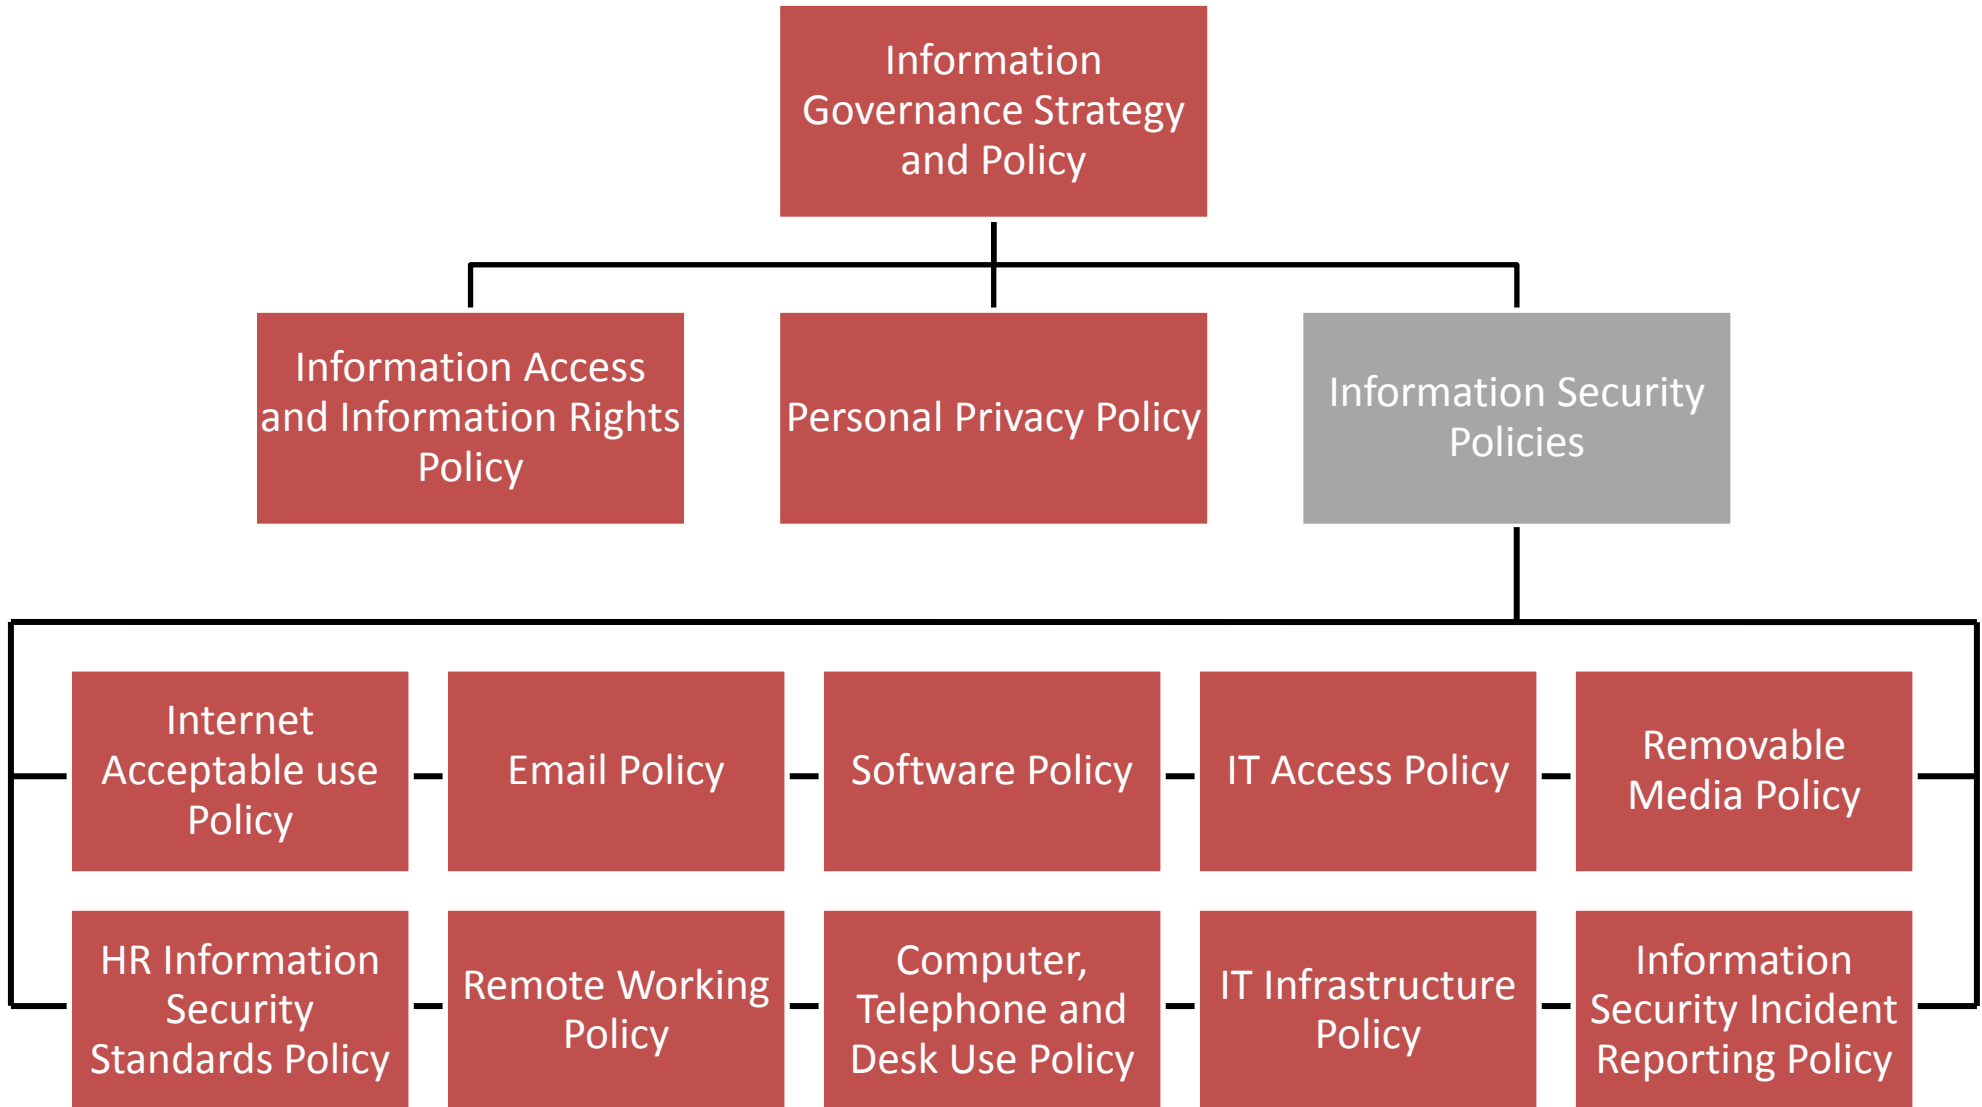 Information
Governance Strategy
and Policy
Information Access
and Information Rights
Policy
Personal Privacy Policy
Information Security
Policies
Internet
Acceptable use
Policy
Email Policy
Software Policy
IT Access Policy
Removable
Media Policy
HR Information
Security
Standards Policy
Remote Working
Policy
Computer,
Telephone and
Desk Use Policy
IT Infrastructure
Policy
Information
Security Incident
Reporting Policy